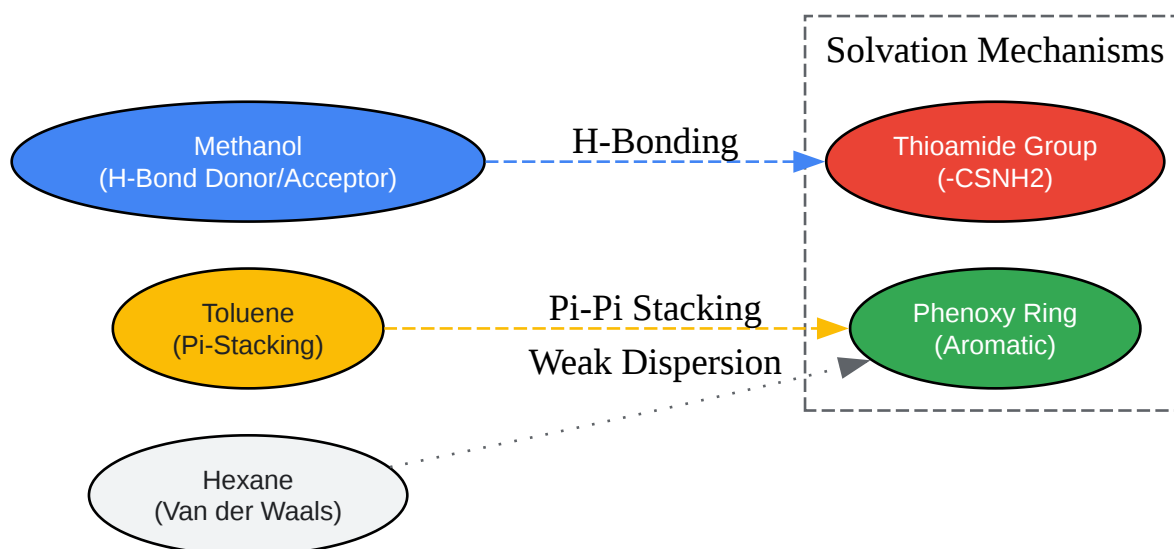 Solvation Mechanisms
Methanol
(H-Bond Donor/Acceptor)
H-Bonding
Thioamide Group
(-CSNH2)
Toluene
(Pi-Stacking)
Pi-Pi Stacking
Phenoxy Ring
(Aromatic)
Weak Dispersion
Hexane
(Van der Waals)